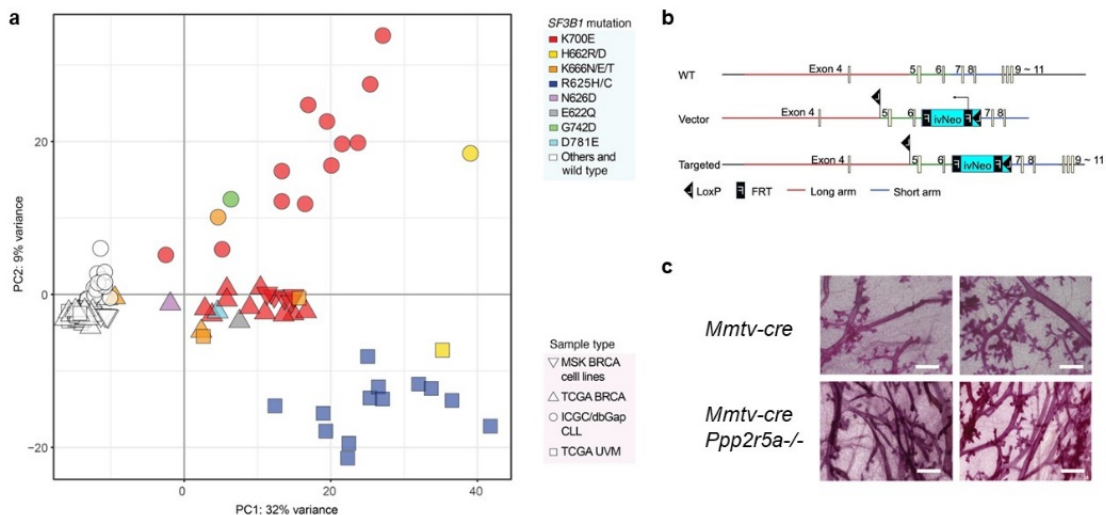 a
20
0
−20
PC2: 9% variance
0
20
40
PC1: 32% variance
SF3B1 mutation
K700E
H662R/D
K666N/E/T
R625H/C
N626D
E622Q
G742D
D781E
Others and
wild type
Sample type
MSK BRCA
celll lines
TCGA BRCA
ICGC/dbGap
CLL
TCGA UVM
b
WT
Exon 4
5
6
7
8
9 ~ 11
Vector
Exon 4
5
6
ivNeo
7
8
Targeted
Exon 4
5
6
ivNeo
7
8
9 ~ 11
LoxP
FRT
Long arm
Short arm
c
Mmtv-cre
Mmtv-cre
Ppp2r5a-/-